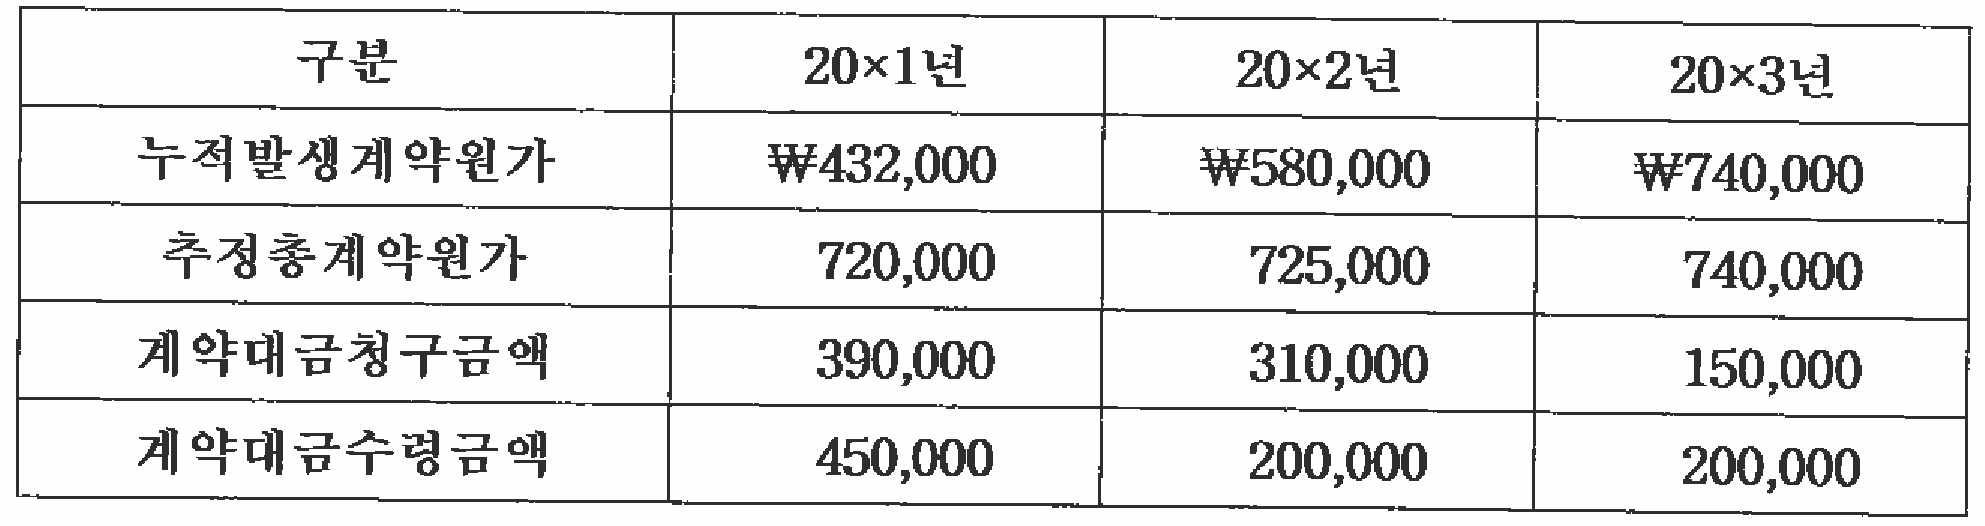 구분 20×1년 20×2년 20×3년
누적발생계약원가 ₩432,000 ₩580,000 ₩740,000
추정총계약원가 720,000 725,000 740,000
계약대금청구금액 390,000 310,000 150,000
계약대금수령금액 450,000 200,000 200,000